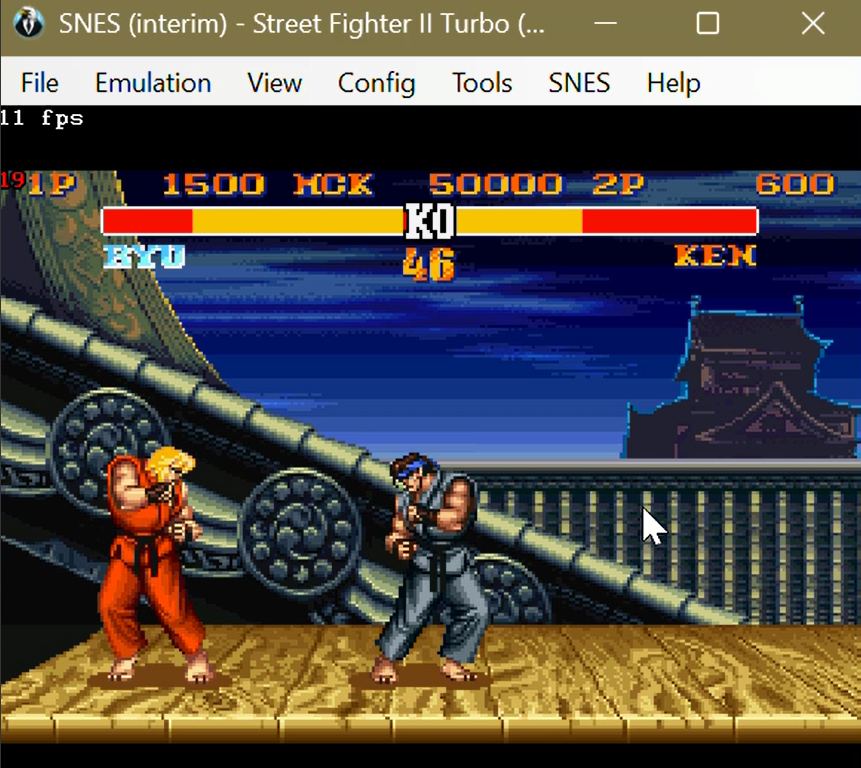 SNES (interim) - Street Fighter II Turbo (...
File Emulation View Config Tools SNES Help
11 fps
19
1P 1500 HCK 50000 2P 600
KO
RYU 46 KEN